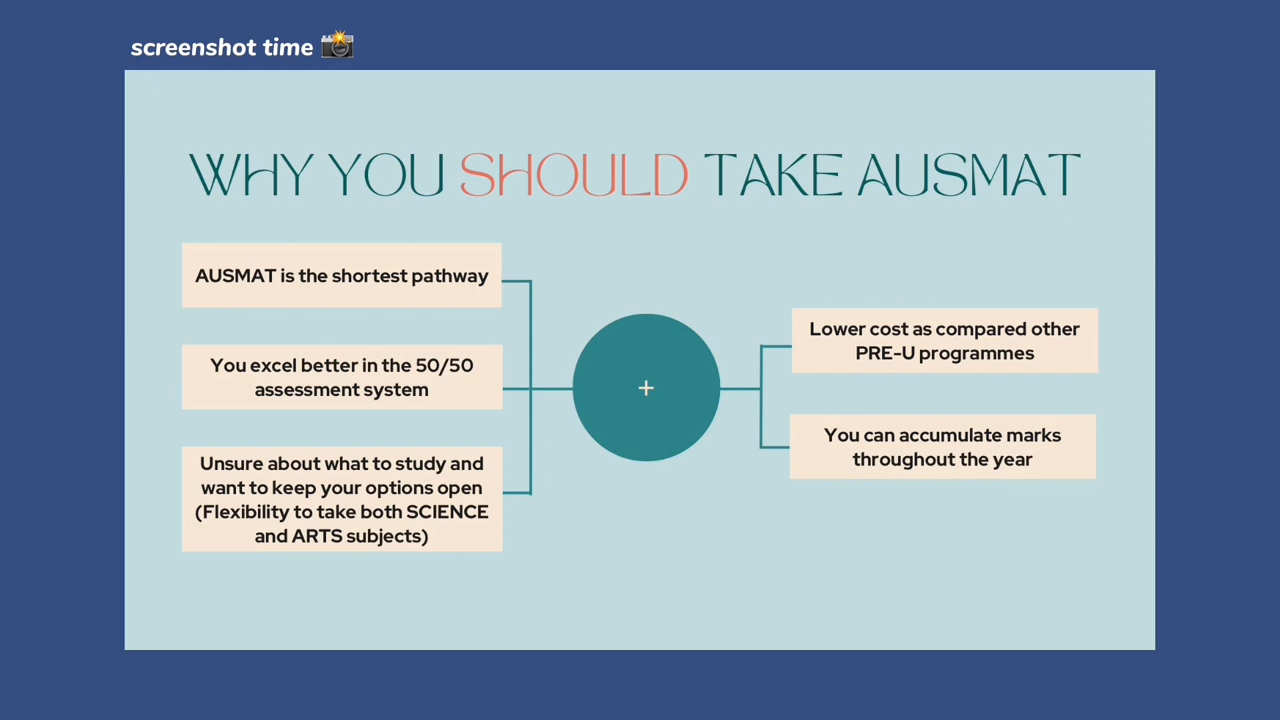 screenshot time 📸
WHY YOU SHOULD TAKE AUSMAT
AUSMAT is the shortest pathway
You excel better in the 50/50
assessment system
Unsure about what to study and
want to keep your options open
(Flexibility to take both SCIENCE
and ARTS subjects)
+
Lower cost as compared other
PRE-U programmes
You can accumulate marks
throughout the year